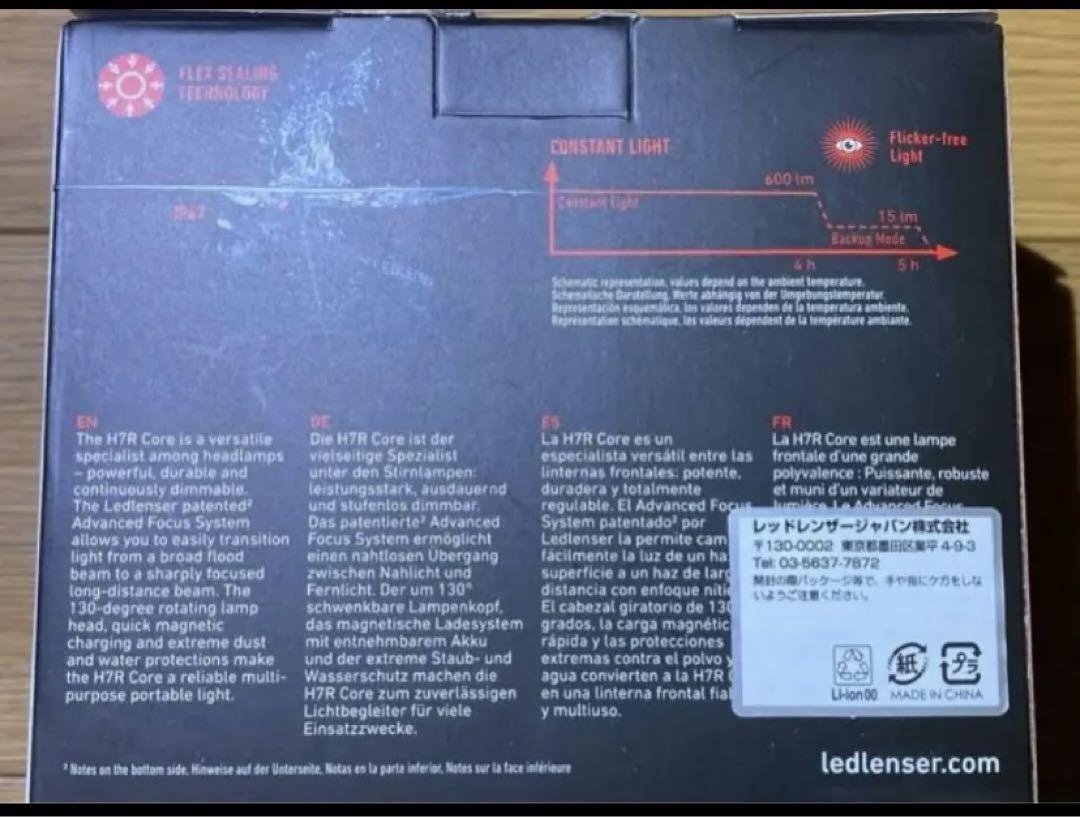 FLEX SEALING
TECHNOLOGY
IP67
CONSTANT LIGHT
Flicker-free
Light
600 lm
Constant Light
15 lm
Backup Mode
4 h
5 h
Schematic representation, values depend on the ambient temperature.
Schematische Darstellung, Werte abhängig von der Umgebungstemperatur.
Representación esquemática, los valores dependen de la temperatura ambiente.
Représentation schématique, les valeurs dépendent de la température ambiante.
EN
The H7R Core is a versatile
specialist among headlamps
– powerful, durable and
continuously dimmable.
The Ledlenser patented²
Advanced Focus System
allows you to easily transition
light from a broad flood
beam to a sharply focused
long-distance beam. The
130-degree rotating lamp
head, quick magnetic
charging and extreme dust
and water protections make
the H7R Core a reliable multi-
purpose portable light.
DE
Die H7R Core ist der
vielseitige Spezialist
unter den Stirnlampen:
leistungsstark, ausdauernd
und stufenlos dimmbar.
Das patentierte² Advanced
Focus System ermöglicht
einen nahtlosen Übergang
zwischen Nahlicht und
Fernlicht. Der um 130°
schwenkbare Lampenkopf,
das magnetische Ladesystem
mit entnehmbarem Akku
und der extreme Staub- und
Wasserschutz machen die
H7R Core zum zuverlässigen
Lichtbegleiter für viele
Einsatzzwecke.
ES
La H7R Core es un
especialista versátil entre las
linternas frontales: potente,
duradera y totalmente
regulable. El Advanced Focus
System patentado² por
Ledlenser la permite cam
fácilmente la luz de un ha
superficie a un haz de larg
distancia con enfoque nítid
El cabezal giratorio de 130
grados, la carga magnétic
rápida y las protecciones
extremas contra el polvo y
agua convierten a la H7R
en una linterna frontal fial
y multiuso.
FR
La H7R Core est une lampe
frontale d'une grande
polyvalence : Puissante, robuste
et muni d'un variateur de
lumière. Le Advanced Focus
レッドレンザージャパン株式会社
〒130-0002 東京都墨田区業平 4-9-3
Tel: 03-5637-7872
開封の際パッケージ等で、手や指にケガをしな
いようご注意ください。
Li-ion 00
紙
プラ
MADE IN CHINA
² Notes on the bottom side, Hinweise auf der Unterseite, Notas en la parte inferior, Notes sur la face inférieure
ledlenser.com